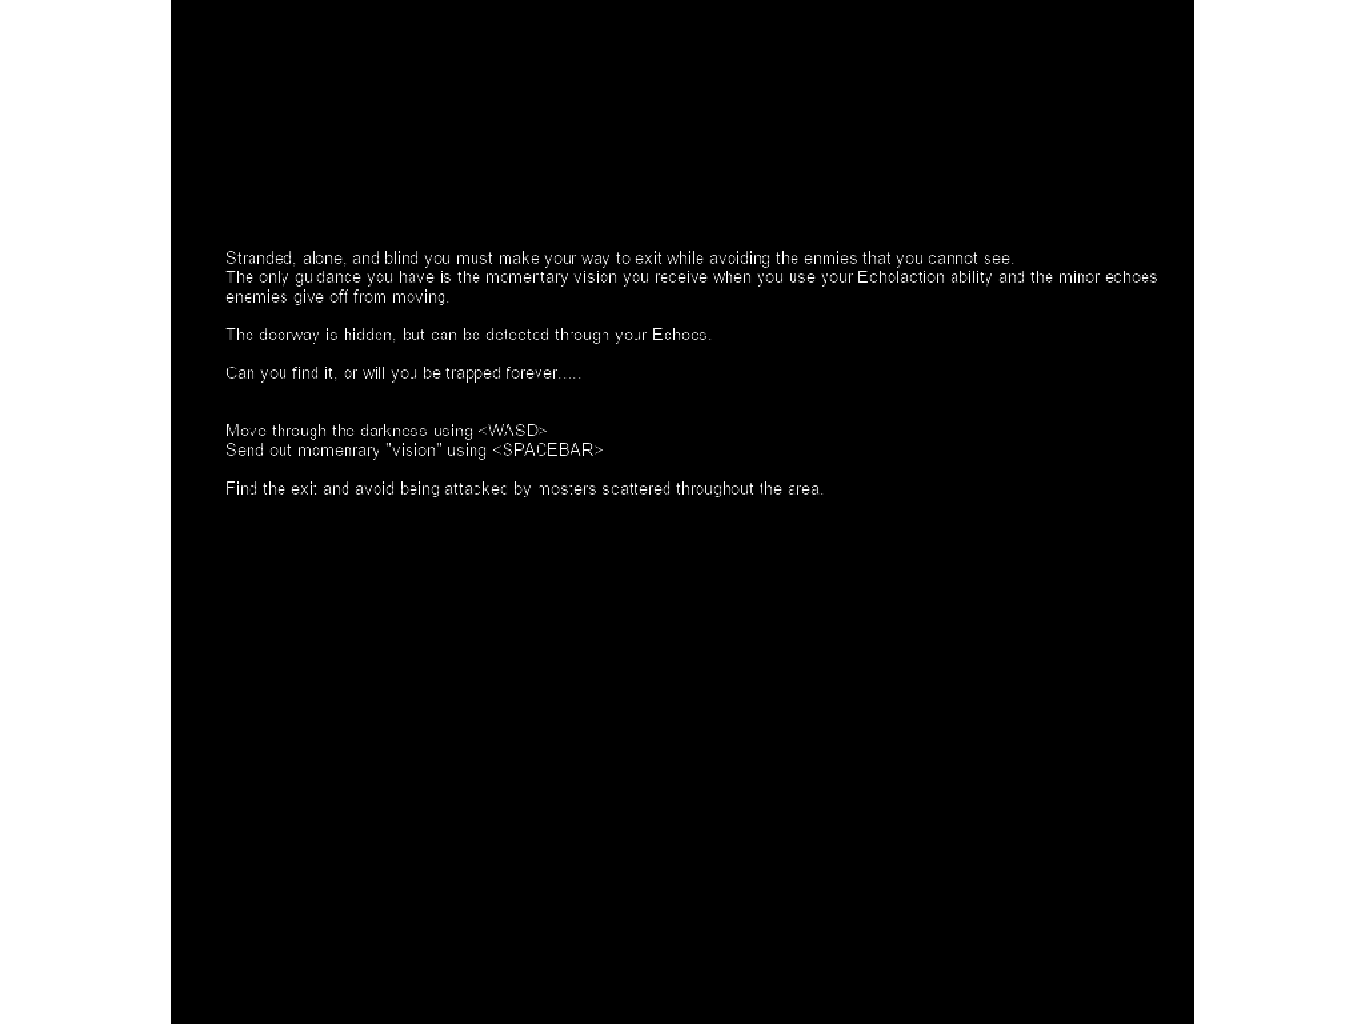 Stranded, alone, and blind you must make your way to exit while avoiding the enmies that you cannot see.
The only guidance you have is the momentary vision you receive when you use your Echolaction ability and the minor echoes
enemies give off from moving.
The doorway is hidden, but can be detected through your Echoes.
Can you find it, or will you be trapped forever.....
Move through the darkness using <WASD>
Send out momenrary "vision" using <SPACEBAR>
Find the exit and avoid being attacked by mosters scattered throughout the area.